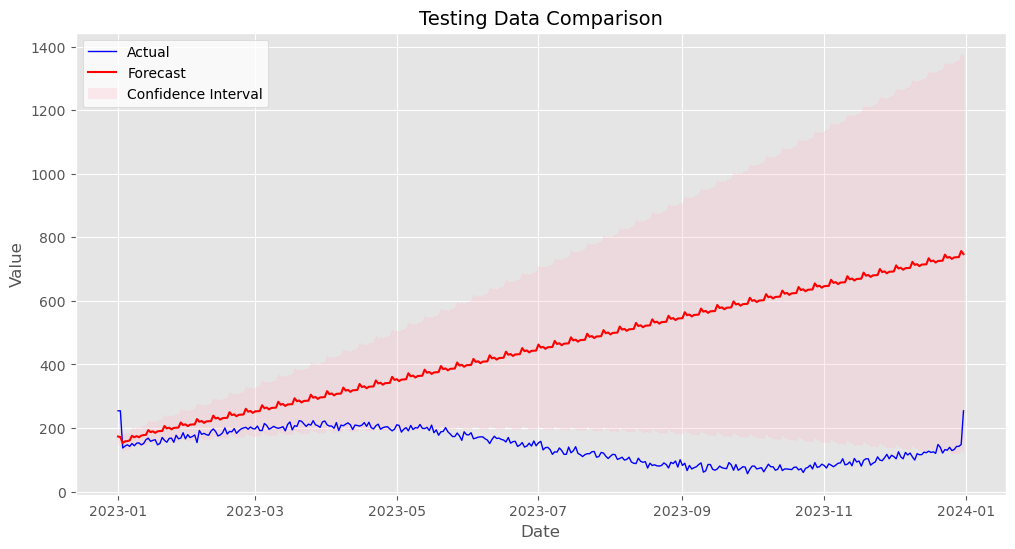 Testing Data Comparison
Actual
Forecast
Confidence Interval
1400
1200
1000
800
600
400
200
0
Value
2023-01
2023-03
2023-05
2023-07
2023-09
2023-11
2024-01
Date